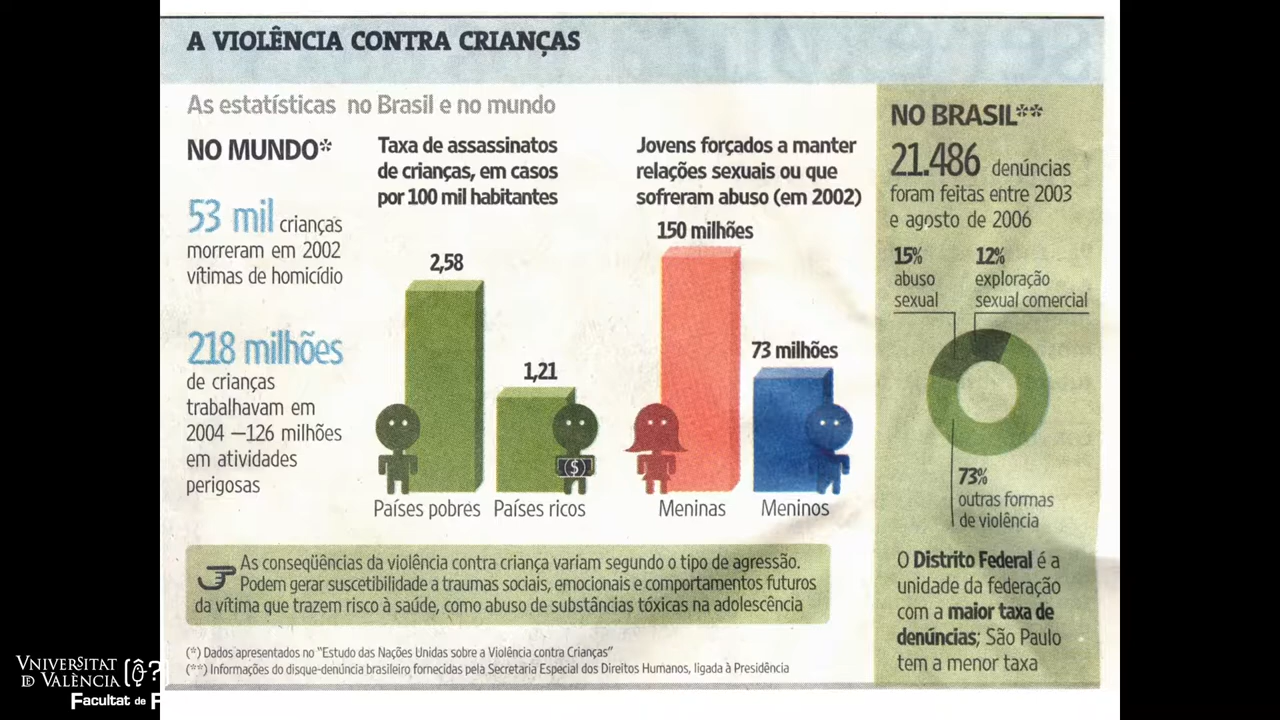 A VIOLÊNCIA CONTRA CRIANÇAS
As estatísticas no Brasil e no mundo
NO MUNDO*
53 mil crianças
morreram em 2002
vítimas de homicídio
218 milhões
de crianças
trabalhavam em
2004 —126 milhões
em atividades
perigosas
Taxa de assassinatos
de crianças, em casos
por 100 mil habitantes
2,58
1,21
($)
Países pobres
Países ricos
Jovens forçados a manter
relações sexuais ou que
sofreram abuso (em 2002)
150 milhões
73 milhões
Meninas
Meninos
As conseqüências da violência contra criança variam segundo o tipo de agressão.
Podem gerar suscetibilidade a traumas sociais, emocionais e comportamentos futuros
da vítima que trazem risco à saúde, como abuso de substâncias tóxicas na adolescência
(*) Dados apresentados no "Estudo das Nações Unidas sobre a Violência contra Crianças"
(**) Informações do disque-denúncia brasileiro fornecidas pela Secretaria Especial dos Direitos Humanos, ligada à Presidência
NO BRASIL**
21.486 denúncias
foram feitas entre 2003
e agosto de 2006
15%
abuso
sexual
12%
exploração
sexual comercial
73%
outras formas
de violência
O Distrito Federal é a
unidade da federação
com a maior taxa de
denúncias; São Paulo
tem a menor taxa
VNIVERSITAT
ID VALÈNCIA (Ô?
Facultat de F